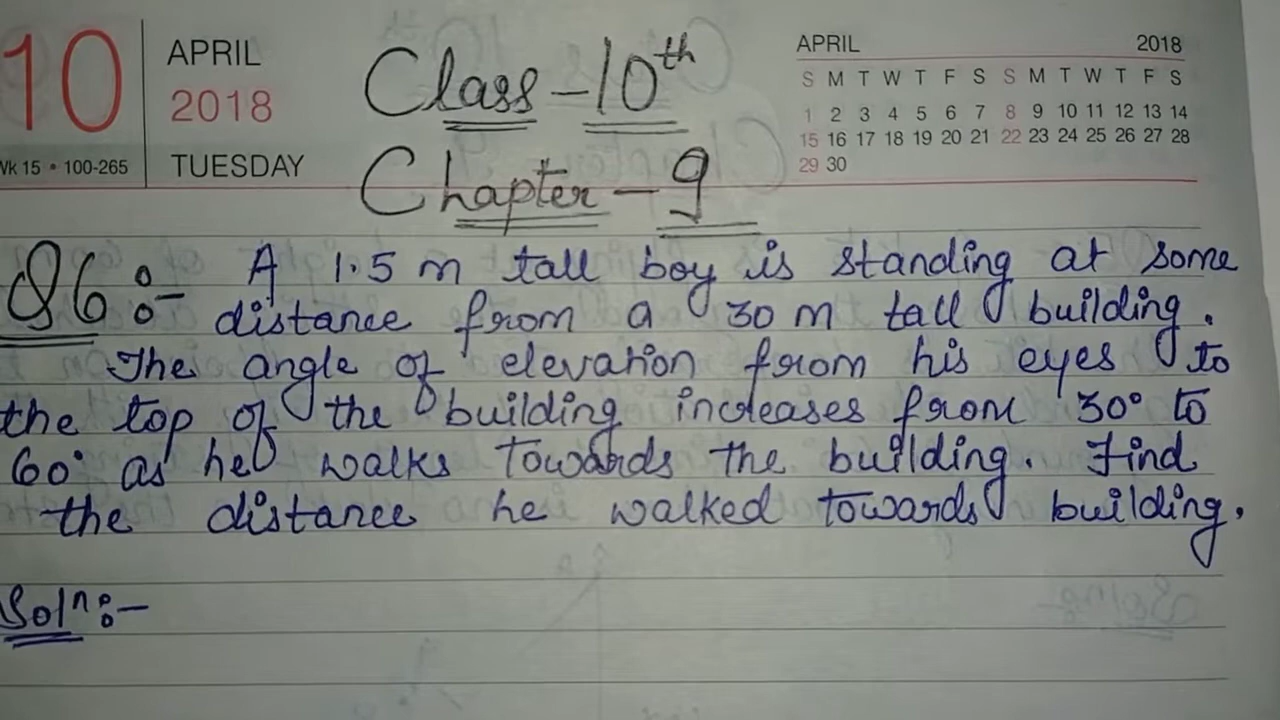 10
APRIL
2018
Wk 15 • 100-265
TUESDAY
Class - 10th
Chapter - 9
APRIL 2018
S M T W T F S S M T W T F S
1 2 3 4 5 6 7 8 9 10 11 12 13 14
15 16 17 18 19 20 21 22 23 24 25 26 27 28
29 30
Q6:- A 1.5 m tall boy is standing at some
distance from a 30 m tall building.
The angle of elevation from his eyes to
the top of the building increases from 30° to
60° as he walks towards the building. Find
the distance he walked towards building.
Soln:-